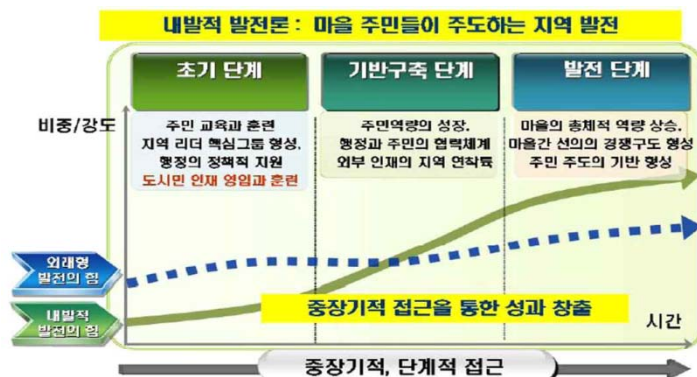 내발적 발전론 : 마을 주민들이 주도하는 지역 발전
초기 단계
기반구축 단계
발전 단계
비중/강도
주민 교육과 훈련
지역 리더 핵심그룹 형성.
행정의 정책적 지원
도시민 인재 영입과 훈련
주민역량의 성장.
행정과 주민의 협력체계
외부 인재의 지역 연착륙
마을의 총체적 역량 상승.
마을간 선의의 경쟁구도 형성
주민 주도의 기반 형성
외래형
발전의 힘
내발적
발전의 힘
중장기적 접근을 통한 성과 창출
시간
중장기적, 단계적 접근